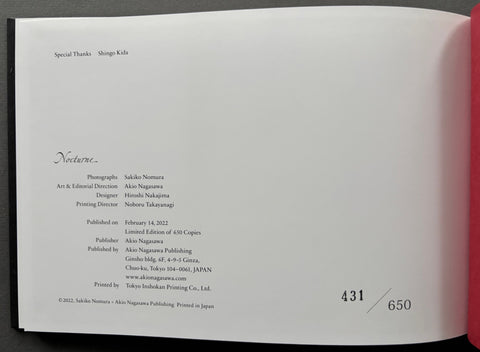 Special Thanks Shingo Kida
Nocturne
Photographs Sakiko Nomura
Art & Editorial Direction Akio Nagasawa
Designer Hitoshi Nakajima
Printing Director Noboru Takayanagi
Published on February 14, 2022
Limited Edition of 650 Copies
Publisher Akio Nagasawa
Published by Akio Nagasawa Publishing
Ginsho bldg. 6F, 4-9-5 Ginza,
Chuo-ku, Tokyo 104-0061, JAPAN
www.akionagasawa.com
Printed by Tokyo Inshokan Printing Co., Ltd.
©2022, Sakiko Nomura - Akio Nagasawa Publishing Printed in Japan
431 / 650